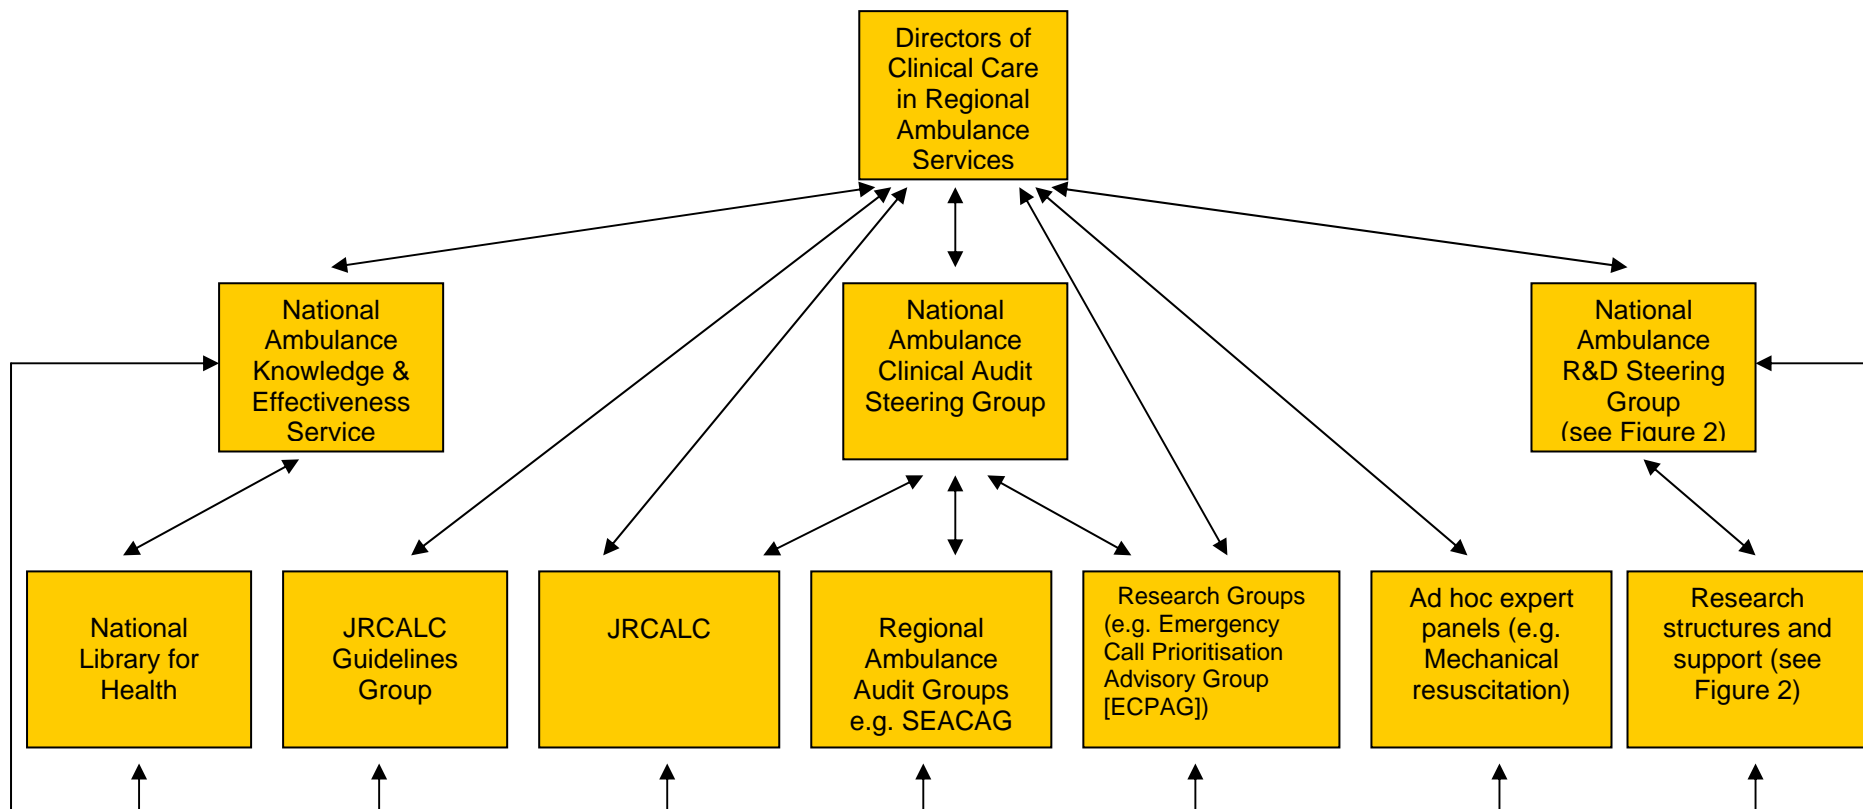 Directors of
Clinical Care
in Regional
Ambulance
Services
National
Ambulance
Knowledge &
Effectiveness
Service
National
Ambulance
Clinical Audit
Steering Group
National
Ambulance
R&D Steering
Group
(see Figure 2)
National
Library for
Health
JRCALC
Guidelines
Group
JRCALC
Regional
Ambulance
Audit Groups
e.g. SEACAG
Research Groups
(e.g. Emergency
Call Prioritisation
Advisory Group
[ECPAG])
Ad hoc expert
panels (e.g.
Mechanical
resuscitation)
Research
structures and
support (see
Figure 2)